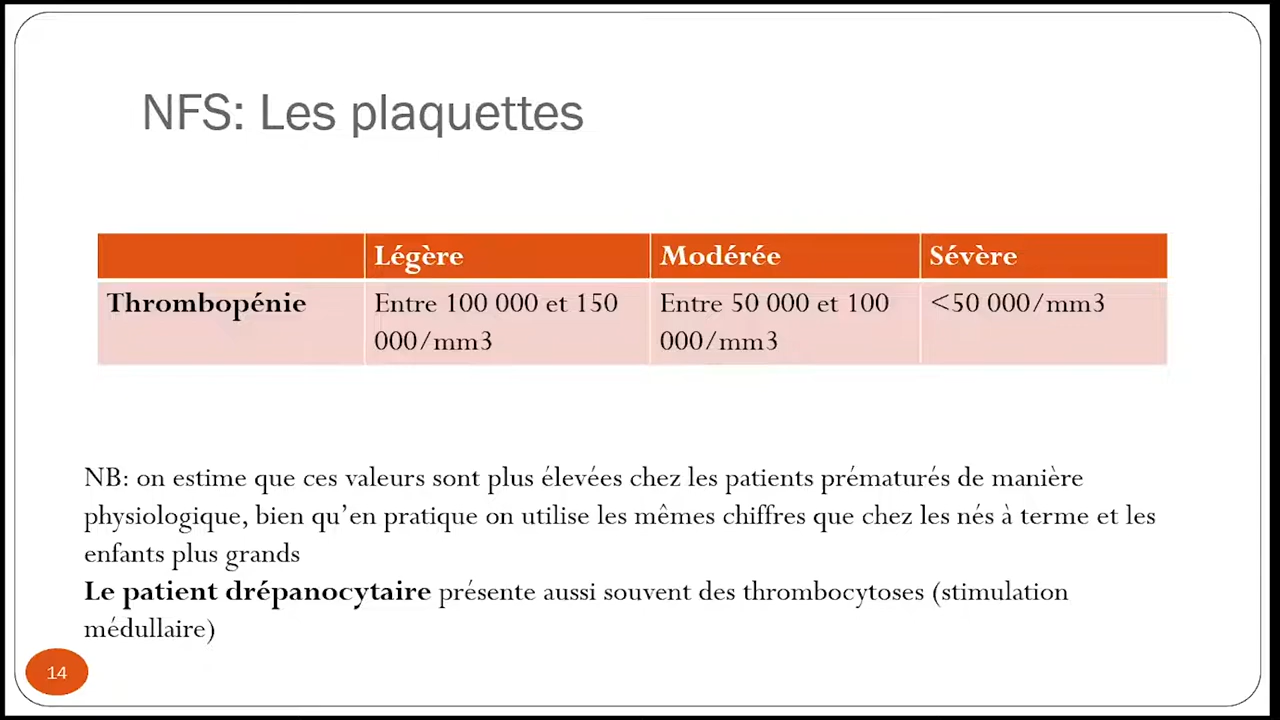 NFS: Les plaquettes
Légère
Modérée
Sévère
Thrombopénie
Entre 100 000 et 150
000/mm3
Entre 50 000 et 100
000/mm3
<50 000/mm3
NB: on estime que ces valeurs sont plus élevées chez les patients prématurés de manière
physiologique, bien qu’en pratique on utilise les mêmes chiffres que chez les nés à terme et les
enfants plus grands
Le patient drépanocytaire présente aussi souvent des thrombocytoses (stimulation
médullaire)
14